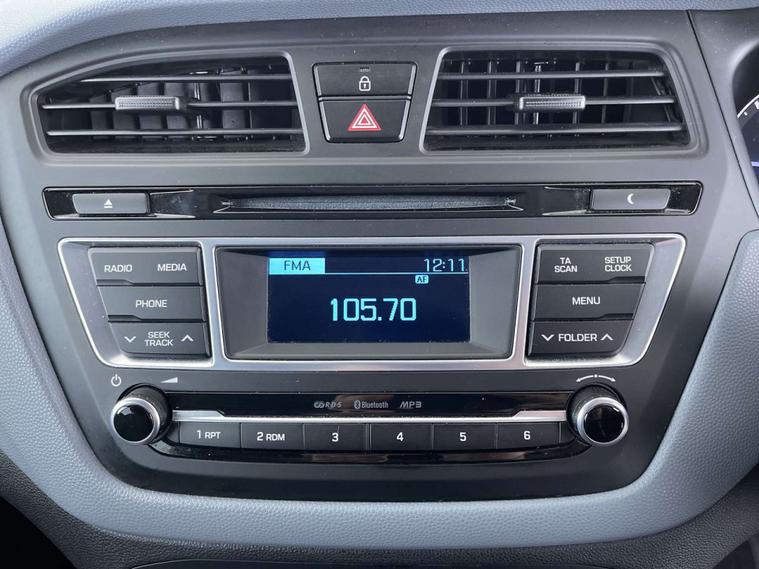 FMA 12:11
AF
105.70
RADIO MEDIA
PHONE
SEEK
TRACK
TA
SCAN
SETUP
CLOCK
MENU
FOLDER
RDS Bluetooth MP3
1 RPT 2 RDM 3 4 5 6